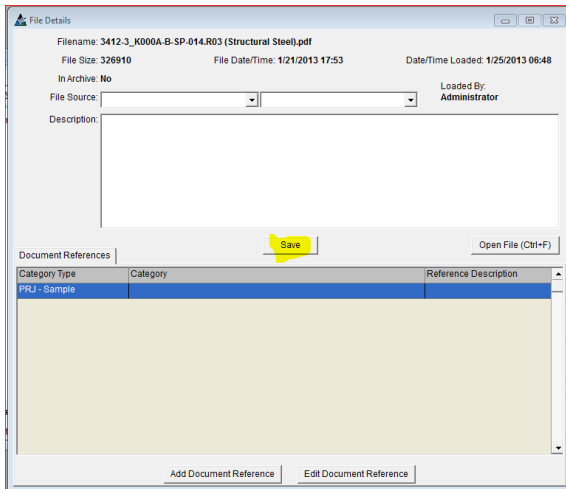 File Details
Filename: 3412-3_K000A-B-SP-014.R03 (Structural Steel).pdf
File Size: 326910 File Date/Time: 1/21/2013 17:53 Date/Time Loaded: 1/25/2013 06:48
In Archive: No
Loaded By:
File Source: Administrator
Description:
Save Open File (Ctrl+F)
Document References
Category Type Category Reference Description
PRJ - Sample
Add Document Reference Edit Document Reference